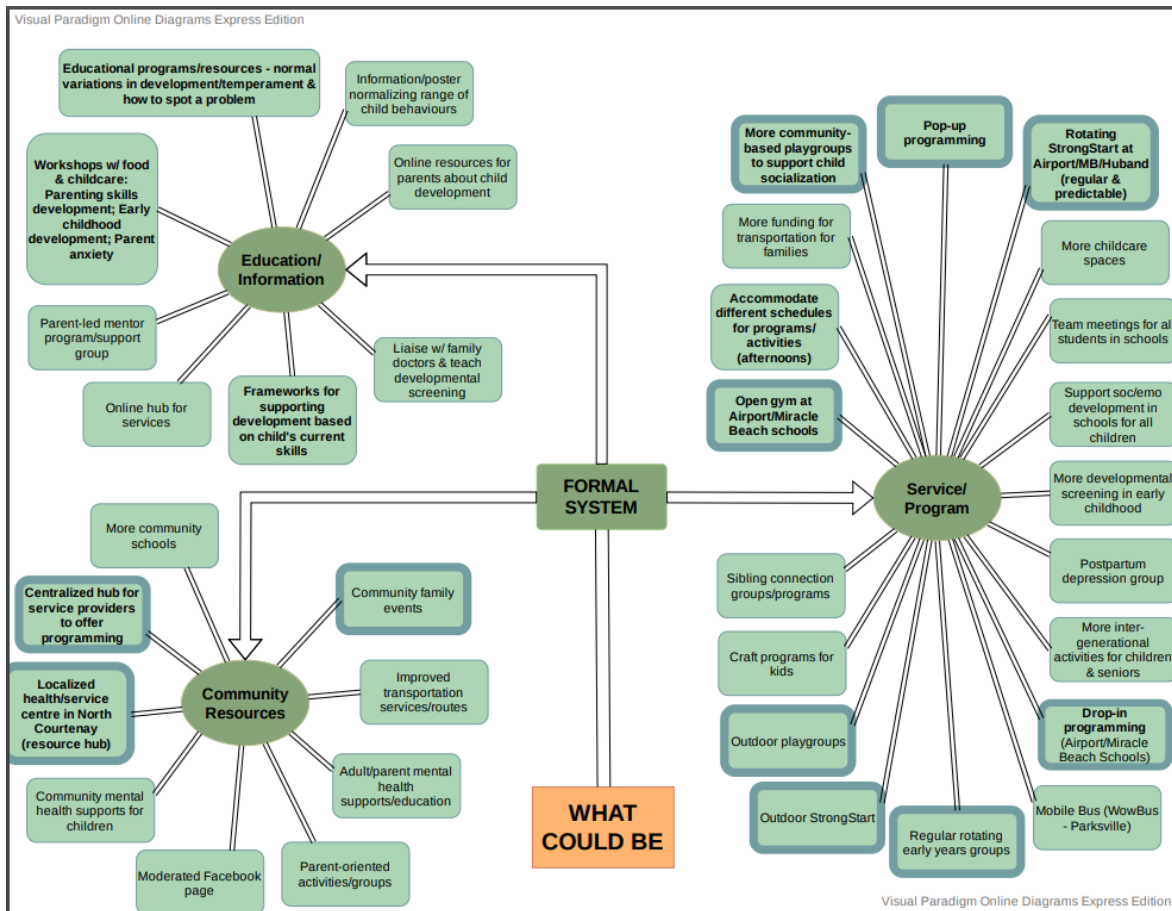 Visual Paradigm Online Diagrams Express Edition
Educational programs/resources - normal
variations in development/temperament &
how to spot a problem
Information/poster
normalizing range of
child behaviours
Workshops w/ food
& childcare:
Parenting skills
development; Early
childhood
development; Parent
anxiety
Online resources for
parents about child
development
Education/
Information
Parent-led mentor
program/support
group
Online hub for
services
Frameworks for
supporting
development based
on child's current
skills
Liaise w/ family
doctors & teach
developmental
screening
More community-
based playgroups
to support child
socialization
Pop-up
programming
Rotating
StrongStart at
Airport/MB/Huband
(regular &
predictable)
More funding for
transportation for
families
More childcare
spaces
Accommodate
different schedules
for programs/
activities
(afternoons)
Team meetings for al
students in schools
Open gym at
Airport/Miracle
Beach schools
Support soc/emo
development in
schools for all
children
FORMAL
SYSTEM
Service/
Program
More developmental
screening in early
childhood
Sibling connection
groups/programs
Postpartum
depression group
Craft programs for
kids
More inter-
generational
activities for children
& seniors
Outdoor playgroups
Drop-in
programming
(Airport/Miracle
Beach Schools)
Outdoor StrongStart
Regular rotating
early years groups
Mobile Bus (WowBus
- Parksville)
More community
schools
Centralized hub for
service providers
to offer
programming
Community family
events
Localized
health/service
centre in North
Courtenay
(resource hub)
Community
Resources
Improved
transportation
services/routes
Community mental
health supports for
children
Adult/parent mental
health
supports/education
Moderated Facebook
page
Parent-oriented
activities/groups
WHAT
COULD BE
Visual Paradigm Online Diagrams Express Edition